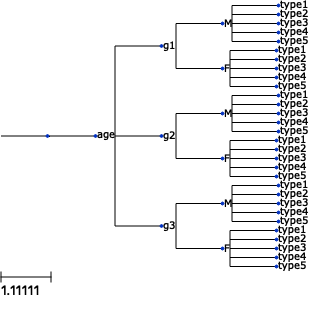 type1
type2
M type3
type4
type5
g1
type1
type2
F type3
type4
type5
type1
type2
M type3
type4
type5
age g2
type1
type2
F type3
type4
type5
type1
type2
M type3
type4
type5
g3
type1
type2
F type3
type4
type5
1.11111